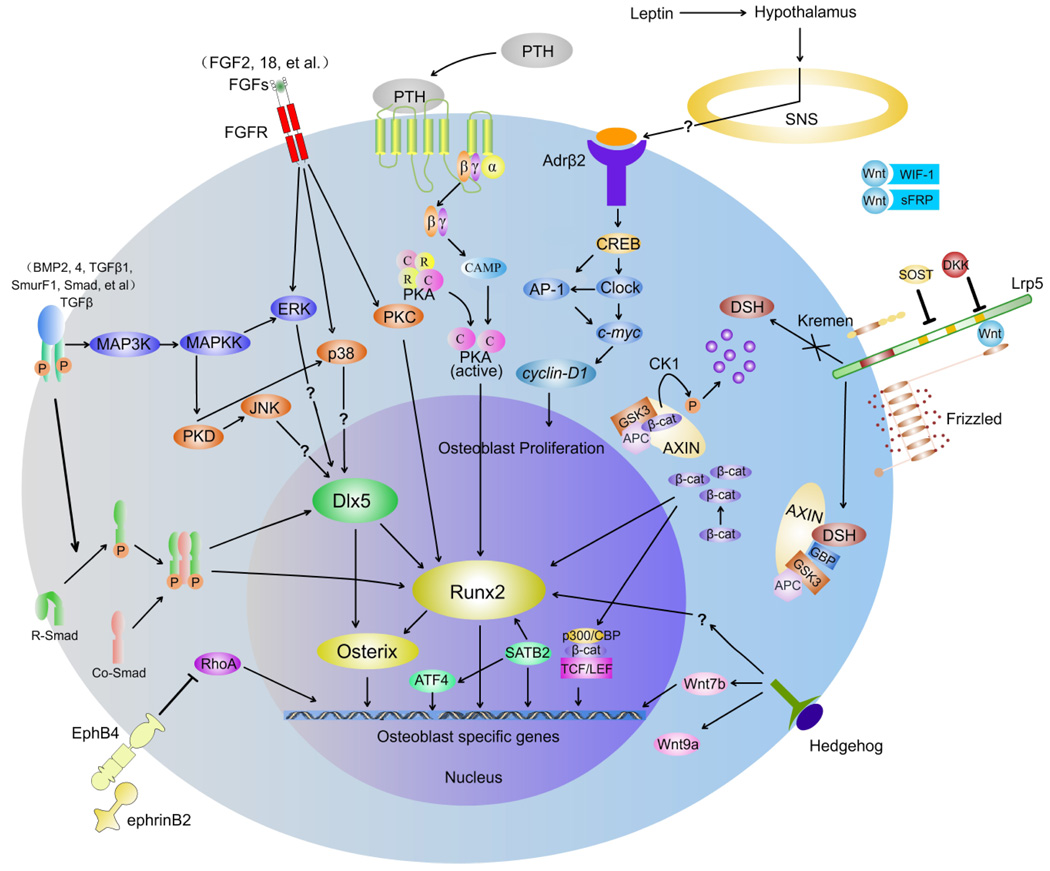 Leptin
Hypothalamus
SNS
?
PTH
PTH
(FGF2, 18, et al.)
FGFs
FGFR
β γ α
β γ
C R
R C
PKA
CAMP
C C
PKA
(active)
Adrβ2
CREB
AP-1
Clock
c-myc
cyclin-D1
Osteoblast Proliferation
Wnt WIF-1
Wnt sFRP
(BMP2, 4, TGFβ1,
SmurF1, Smad, et al)
TGFβ
P P
MAP3K
MAPKK
ERK
PKC
p38
JNK
PKD
?
?
?
SOST
DKK
Lrp5
Kremen
Wnt
DSH
Frizzled
CK1
P
GSK3
β-cat
APC
AXIN
β-cat
β-cat
β-cat
β-cat
AXIN
DSH
GBP
GSK3
APC
Dlx5
Runx2
Osterix
P
P P
R-Smad
Co-Smad
RhoA
EphB4
ephrinB2
ATF4
SATB2
p300/CBP
β-cat
TCF/LEF
?
Wnt7b
Wnt9a
Hedgehog
Osteoblast specific genes
Nucleus